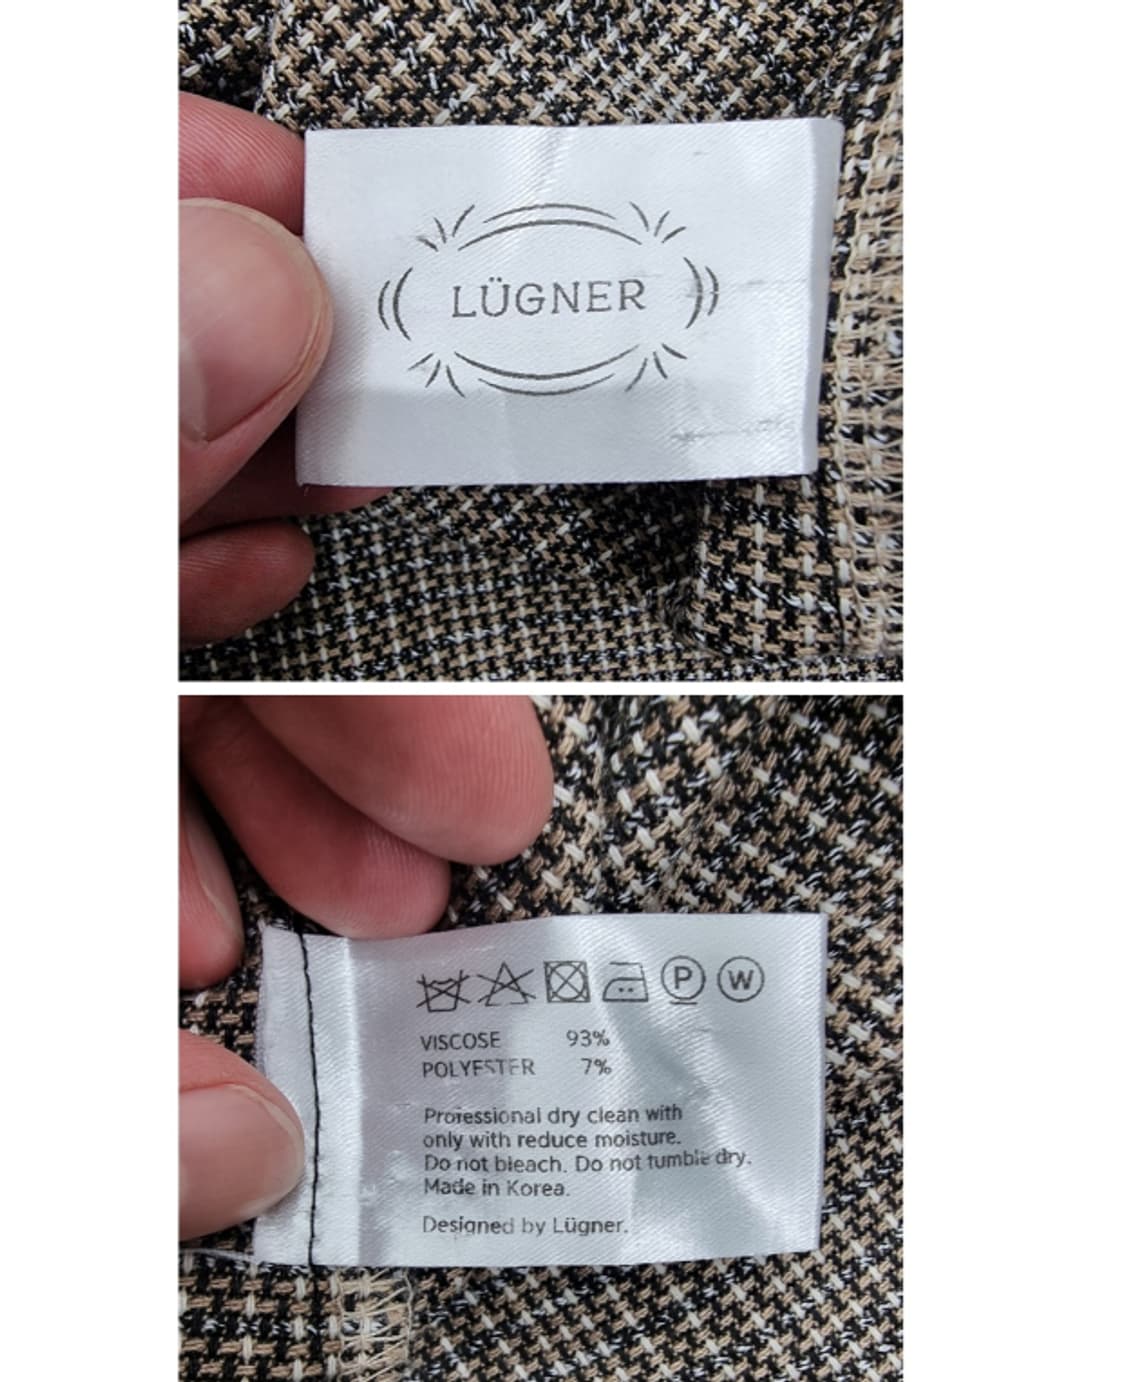 LÜGNER
P W
VISCOSE 93%
POLYESTER 7%
Professional dry clean with
only with reduce moisture.
Do not bleach. Do not tumble dry.
Made in Korea.
Designed by Lügner.